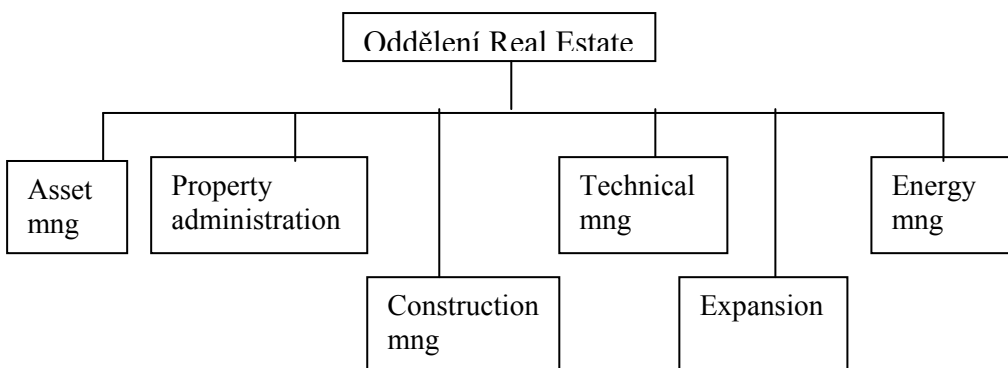 Oddělení Real Estate
Asset
mng
Property
administration
Construction
mng
Technical
mng
Expansion
Energy
mng